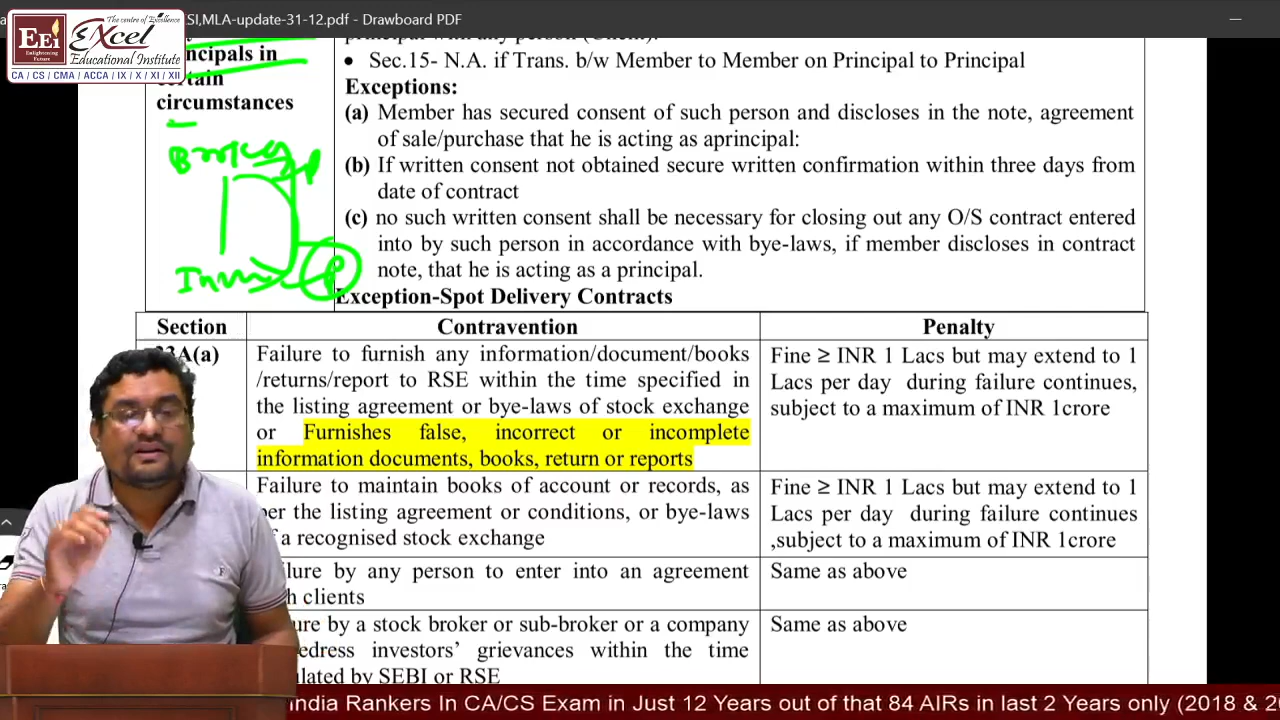 SI,MLA-update-31-12.pdf - Drawboard PDF
The centre of Excellence
EEi
Enlightening Future
EXcel
Educational Institute
CA / CS / CMA / ACCA / IX / X / XI / XII
principal with any person (Client).
ncipals in
certain
circumstances
• Sec.15- N.A. if Trans. b/w Member to Member on Principal to Principal
Exceptions:
(a) Member has secured consent of such person and discloses in the note, agreement
of sale/purchase that he is acting as aprincipal:
(b) If written consent not obtained secure written confirmation within three days from
date of contract
(c) no such written consent shall be necessary for closing out any O/S contract entered
into by such person in accordance with bye-laws, if member discloses in contract
note, that he is acting as a principal.
P
P
Exception-Spot Delivery Contracts
Section Contravention Penalty
23A(a) Failure to furnish any information/document/books
/returns/report to RSE within the time specified in
the listing agreement or bye-laws of stock exchange
or Furnishes false, incorrect or incomplete
information documents, books, return or reports
Fine ≥ INR 1 Lacs but may extend to 1
Lacs per day during failure continues,
subject to a maximum of INR 1crore
Failure to maintain books of account or records, as
per the listing agreement or conditions, or bye-laws
f a recognised stock exchange
Fine ≥ INR 1 Lacs but may extend to 1
Lacs per day during failure continues
,subject to a maximum of INR 1crore
ilure by any person to enter into an agreement
h clients
Same as above
ure by a stock broker or sub-broker or a company
edress investors' grievances within the time
ulated by SEBI or RSE
Same as above
India Rankers In CA/CS Exam in Just 12 Years out of that 84 AIRs in last 2 Years only (2018 & 2